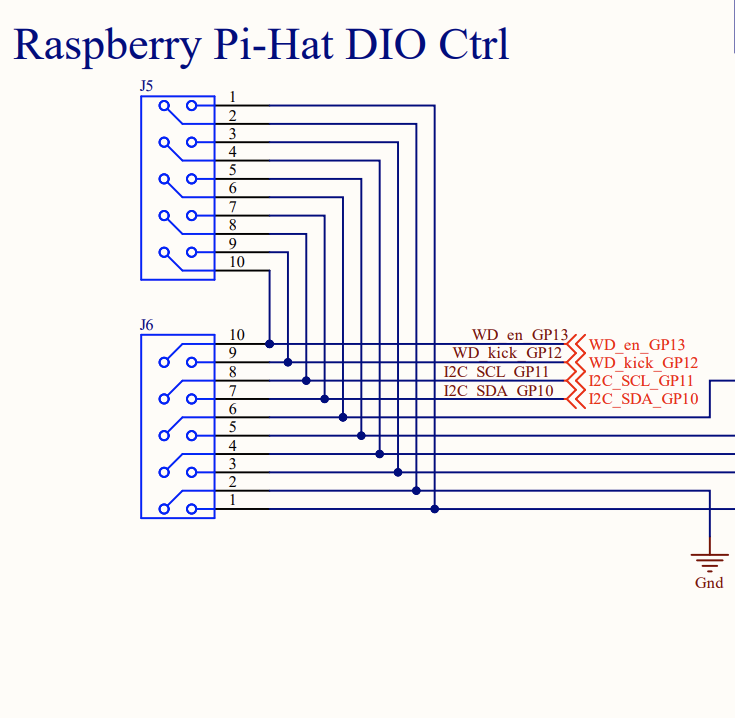 Raspberry Pi-Hat DIO Ctrl
J5
1
2
3
4
5
6
7
8
9
10
J6
10
WD_en_GP13
WD_en_GP13
9
WD_kick_GP12
WD_kick_GP12
8
I2C_SCL_GP11
I2C_SCL_GP11
7
I2C_SDA_GP10
I2C_SDA_GP10
6
5
4
3
2
1
Gnd